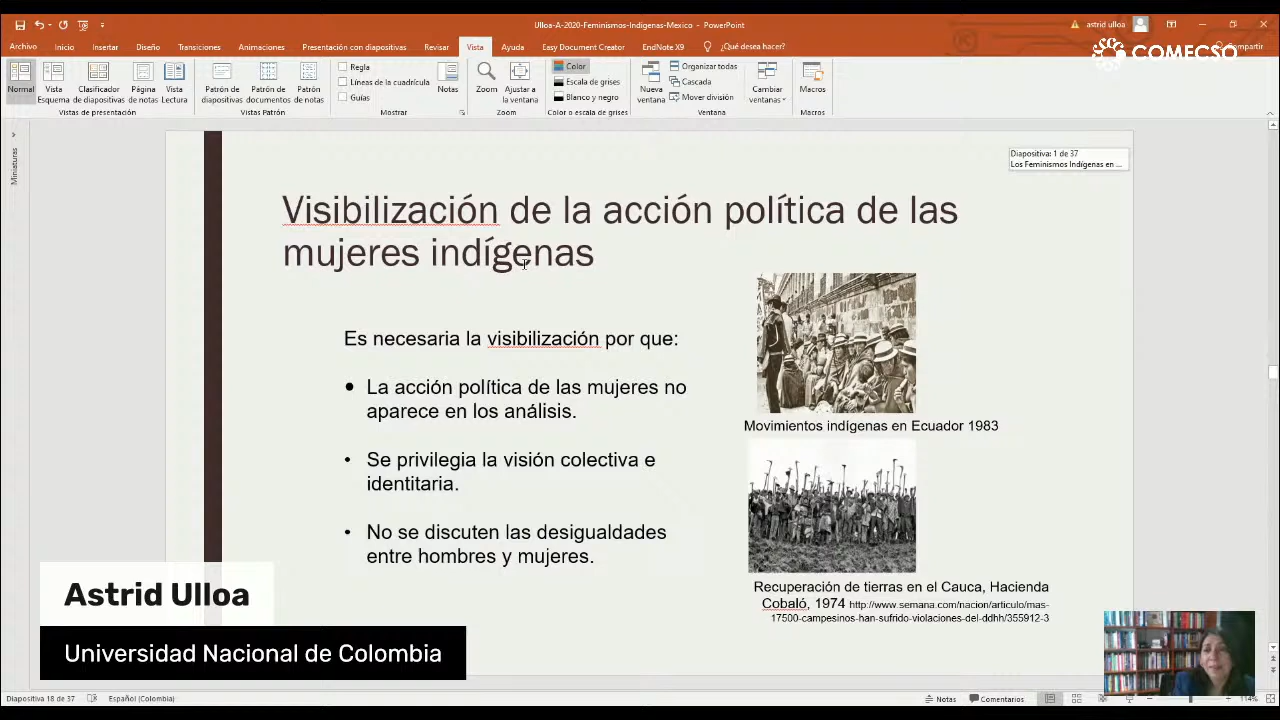 Ulloa-A-2020-Feminismos-Indigenas-Mexico - PowerPoint
astrid ulloa
Archivo Inicio Insertar Diseño Transiciones Animaciones Presentación con diapositivas Revisar Vista Ayuda Easy Document Creator EndNote X9 ¿Qué desea hacer? Compartir
COMECSO
Normal
Vista Esquema
Clasificador de diapositivas
Página de notas
Vista Lectura
Vistas de presentación
Patrón de diapositivas
Patrón de documentos
Patrón de notas
Vistas Patrón
Regla
Líneas de la cuadrícula
Guías
Mostrar
Notas
Zoom
Ajustar a la ventana
Zoom
Color
Escala de grises
Blanco y negro
Color o escala de grises
Nueva ventana
Organizar todas
Cascada
Mover división
Ventana
Cambiar ventanas
Macros
Macros
Miniaturas
Diapositiva: 1 de 37
Los Feminismos Indígenas en ...
Visibilización de la acción política de las
mujeres indígenas
Es necesaria la visibilización por que:
• La acción política de las mujeres no
aparece en los análisis.
• Se privilegia la visión colectiva e
identitaria.
• No se discuten las desigualdades
entre hombres y mujeres.
Movimientos indígenas en Ecuador 1983
Recuperación de tierras en el Cauca, Hacienda
Cobaló, 1974 http://www.semana.com/nacion/articulo/mas-
17500-campesinos-han-sufrido-violaciones-del-ddhh/355912-3
Astrid Ulloa
Universidad Nacional de Colombia
Diapositiva 18 de 37 Español (Colombia) Notas Comentarios 114%